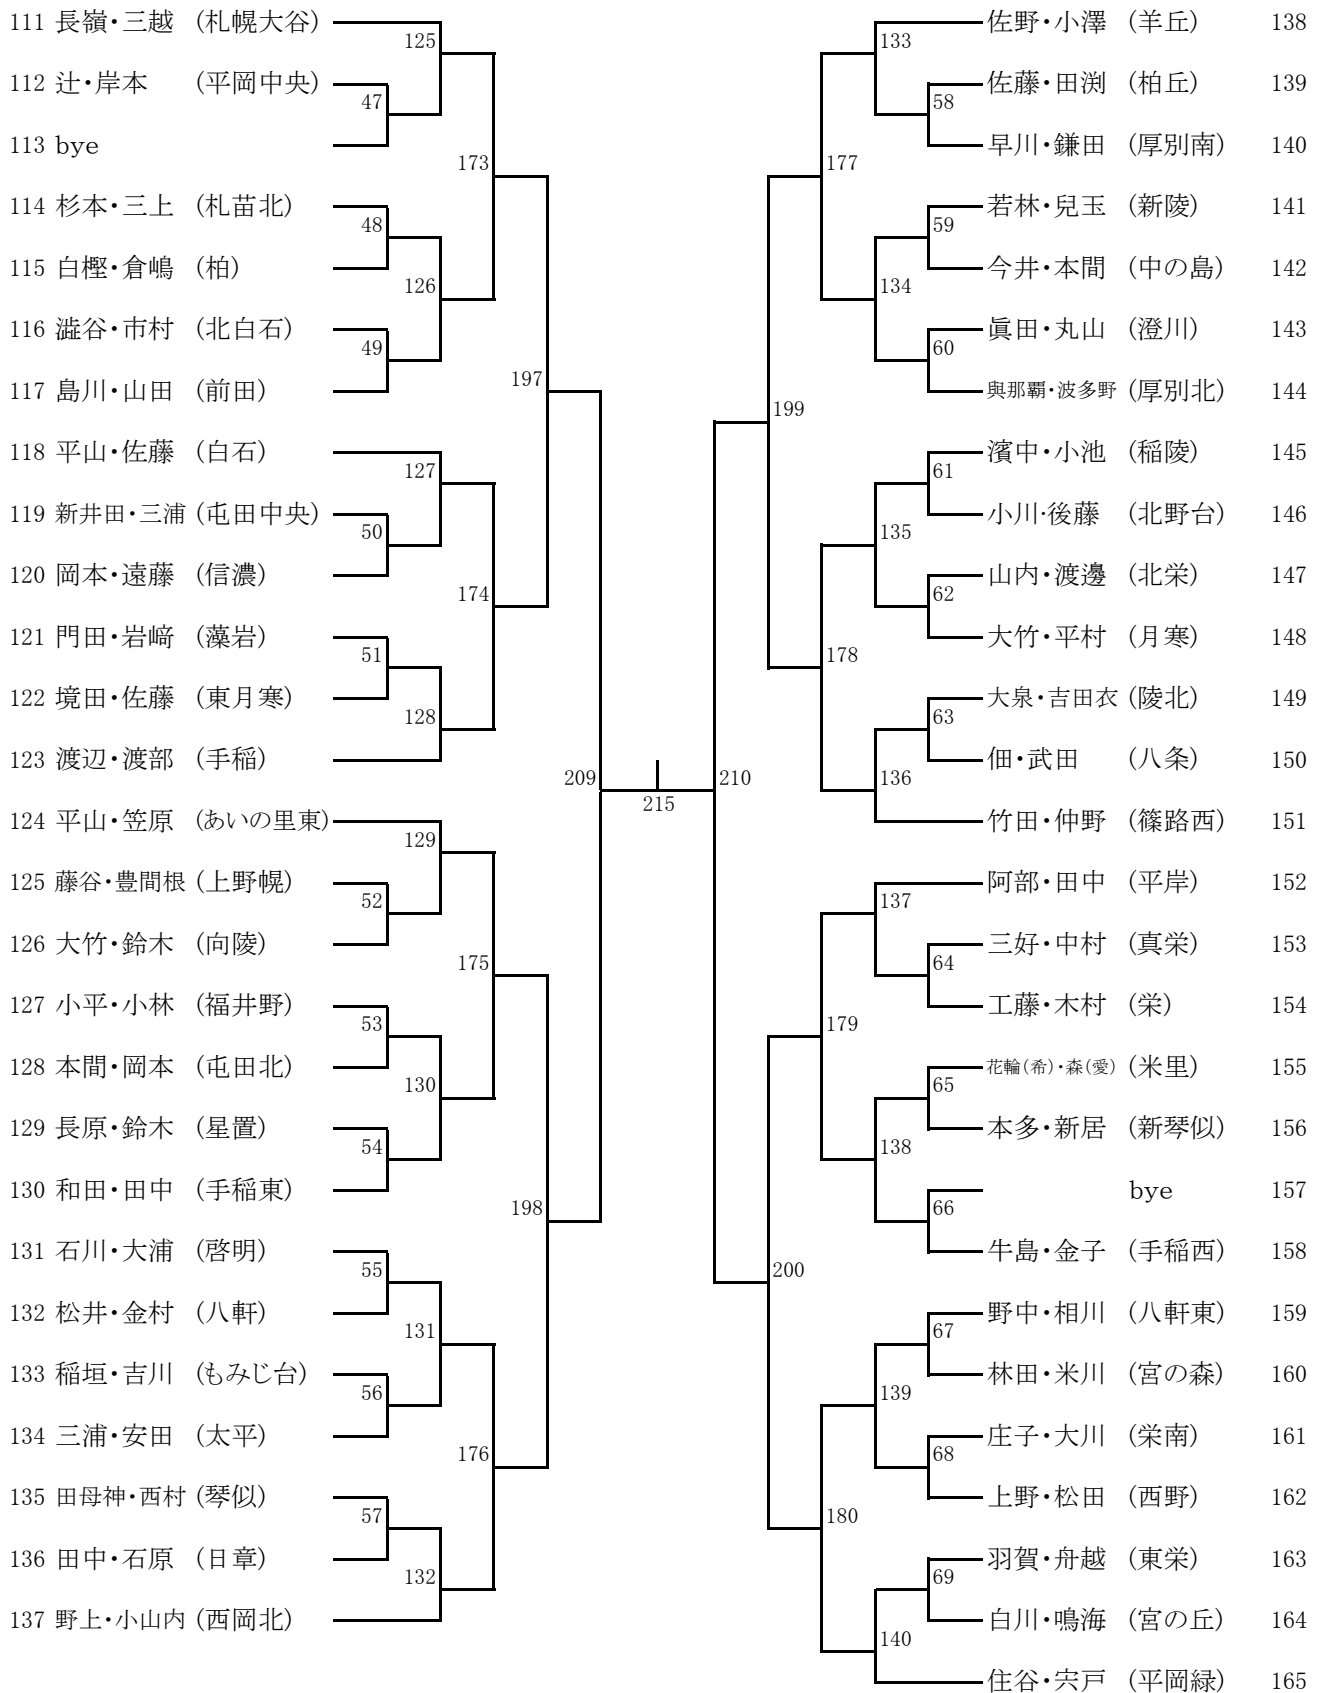 111 長嶺・三越 (札幌大谷)
125
112 辻・岸本 (平岡中央)
47
113 bye
173
114 杉本・三上 (札苗北)
48
115 白樫・倉嶋 (柏)
126
116 澁谷・市村 (北白石)
49
117 島川・山田 (前田)
197
118 平山・佐藤 (白石)
127
119 新井田・三浦 (屯田中央)
50
120 岡本・遠藤 (信濃)
174
121 門田・岩﨑 (藻岩)
51
122 境田・佐藤 (東月寒)
128
123 渡辺・渡部 (手稲)
209
124 平山・笠原 (あいの里東)
129
125 藤谷・豊間根 (上野幌)
52
126 大竹・鈴木 (向陵)
175
127 小平・小林 (福井野)
53
128 本間・岡本 (屯田北)
130
129 長原・鈴木 (星置)
54
130 和田・田中 (手稲東)
198
131 石川・大浦 (啓明)
55
132 松井・金村 (八軒)
131
133 稲垣・吉川 (もみじ台)
56
134 三浦・安田 (太平)
176
135 田母神・西村 (琴似)
57
136 田中・石原 (日章)
132
137 野上・小山内 (西岡北)
215
佐野・小澤 (羊丘) 138
133
佐藤・田渕 (柏丘) 139
58
早川・鎌田 (厚別南) 140
177
若林・兒玉 (新陵) 141
59
今井・本間 (中の島) 142
134
眞田・丸山 (澄川) 143
60
與那覇・波多野 (厚別北) 144
199
濱中・小池 (稲陵) 145
61
小川・後藤 (北野台) 146
135
山内・渡邊 (北栄) 147
62
大竹・平村 (月寒) 148
178
大泉・吉田衣 (陵北) 149
63
佃・武田 (八条) 150
136
210
竹田・仲野 (篠路西) 151
阿部・田中 (平岸) 152
137
三好・中村 (真栄) 153
64
工藤・木村 (栄) 154
179
花輪(希)・森(愛) (米里) 155
65
本多・新居 (新琴似) 156
138
bye 157
66
牛島・金子 (手稲西) 158
200
野中・相川 (八軒東) 159
67
林田・米川 (宮の森) 160
139
庄子・大川 (栄南) 161
68
上野・松田 (西野) 162
180
羽賀・舟越 (東栄) 163
69
白川・鳴海 (宮の丘) 164
140
住谷・宍戸 (平岡緑) 165